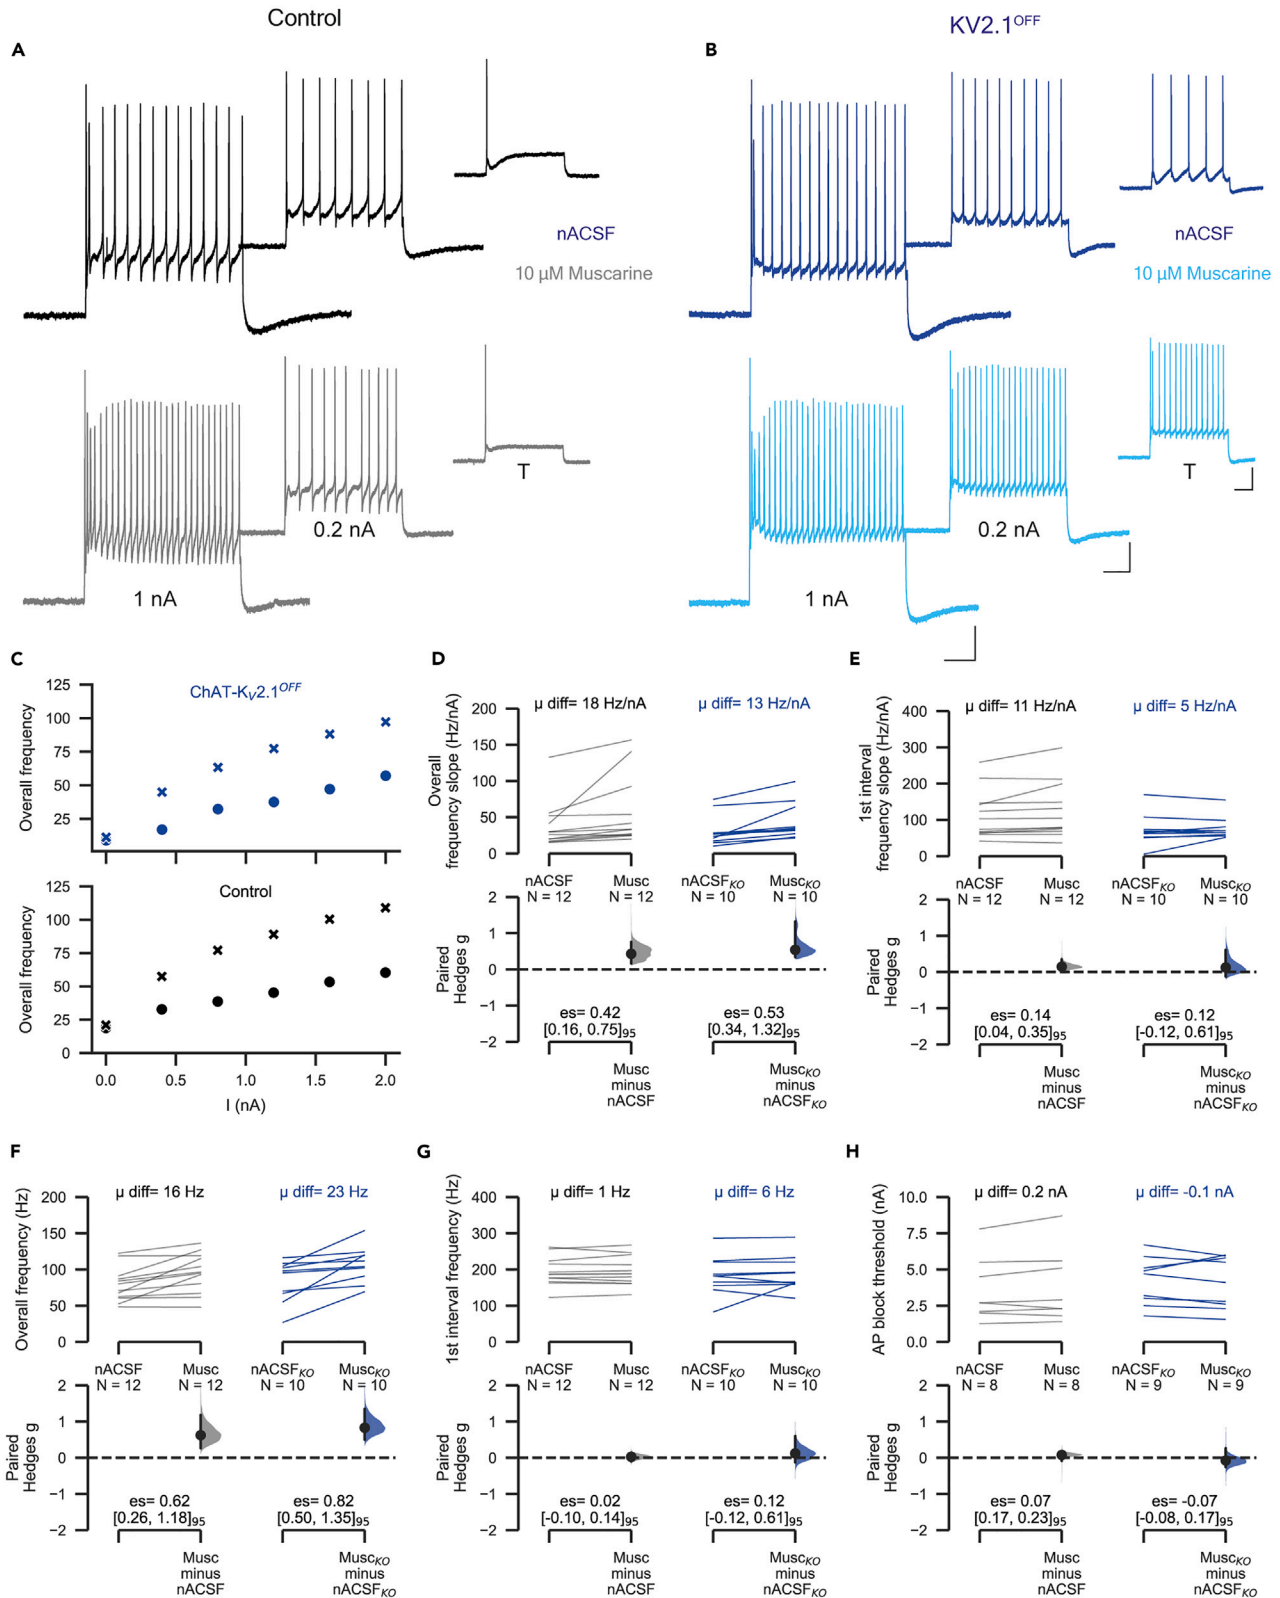 Control
KV2.1OFF
A
B
nACSF
10 µM Muscarine
nACSF
10 µM Muscarine
T
0.2 nA
1 nA
T
0.2 nA
1 nA
C
125
100
75
50
25
Overall frequency
ChAT-KV2.1OFF
125
100
75
50
25
0
Overall frequency
Control
0.0 0.5 1.0 1.5 2.0
I (nA)
D
µ diff= 18 Hz/nA
µ diff= 13 Hz/nA
200
150
100
50
0
Overall
frequency slope (Hz/nA)
nACSF Musc nACSFKO MuscKO
N = 12 N = 12 N = 10 N = 10
2
1
0
−1
−2
Paired
Hedges g
es= 0.42
[0.16, 0.75]95
es= 0.53
[0.34, 1.32]95
Musc
minus
nACSF
MuscKO
minus
nACSFKO
E
µ diff= 11 Hz/nA
µ diff= 5 Hz/nA
400
300
200
100
0
1st interval
frequency slope (Hz/nA)
nACSF Musc nACSFKO MuscKO
N = 12 N = 12 N = 10 N = 10
2
1
0
−1
−2
Paired
Hedges g
es= 0.14
[0.04, 0.35]95
es= 0.12
[-0.12, 0.61]95
Musc
minus
nACSF
MuscKO
minus
nACSFKO
F
µ diff= 16 Hz
µ diff= 23 Hz
200
150
100
50
0
Overall frequency (Hz)
nACSF Musc nACSFKO MuscKO
N = 12 N = 12 N = 10 N = 10
2
1
0
−1
−2
Paired
Hedges g
es= 0.62
[0.26, 1.18]95
es= 0.82
[0.50, 1.35]95
Musc
minus
nACSF
MuscKO
minus
nACSFKO
G
µ diff= 1 Hz
µ diff= 6 Hz
400
300
200
100
0
1st interval frequency (Hz)
nACSF Musc nACSFKO MuscKO
N = 12 N = 12 N = 10 N = 10
2
1
0
−1
−2
Paired
Hedges g
es= 0.02
[-0.10, 0.14]95
es= 0.12
[-0.12, 0.61]95
Musc
minus
nACSF
MuscKO
minus
nACSFKO
H
µ diff= 0.2 nA
µ diff= -0.1 nA
10.0
7.5
5.0
2.5
0.0
AP block threshold (nA)
nACSF Musc nACSFKO MuscKO
N = 8 N = 8 N = 9 N = 9
2
1
0
−1
−2
Paired
Hedges g
es= 0.07
[0.17, 0.23]95
es= -0.07
[-0.08, 0.17]95
Musc
minus
nACSF
MuscKO
minus
nACSFKO